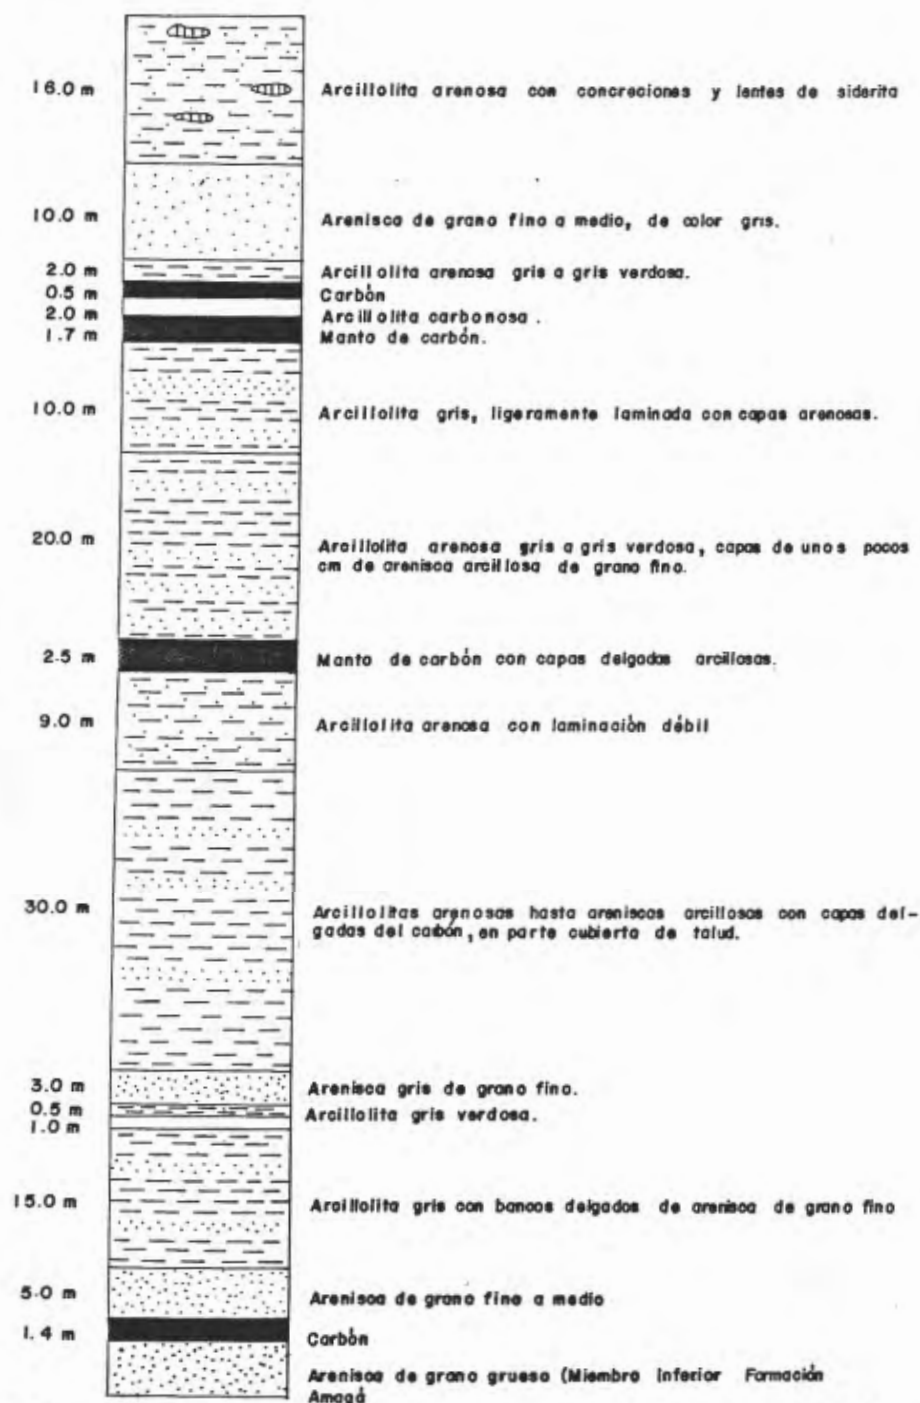 16.0 m Arcillolita arenosa con concreciones y lentes de siderita
10.0 m Arenisca de grano fino a medio, de color gris.
2.0 m Arcillolita arenosa gris a gris verdosa.
0.5 m Carbón
2.0 m Arcillolita carbonosa.
1.7 m Manto de carbón.
10.0 m Arcillolita gris, ligeramente laminada con capas arenosas.
20.0 m Arcillolita arenosa gris a gris verdosa, capas de unos pocos
cm de arenisca arcillosa de grano fino.
2.5 m Manto de carbón con capas delgadas arcillosas.
9.0 m Arcillolita arenosa con laminación débil
30.0 m Arcillolitas arenosas hasta areniscas arcillosas con capas del-
gadas del carbón, en parte cubierta de talud.
3.0 m Arenisca gris de grano fino.
0.5 m Arcillolita gris verdosa.
1.0 m
15.0 m Arcillolita gris con bancos delgados de arenisca de grano fino
5.0 m Arenisca de grano fino a medio
1.4 m Carbón
Arenisca de grano grueso (Miembro Inferior Formación
Amagá